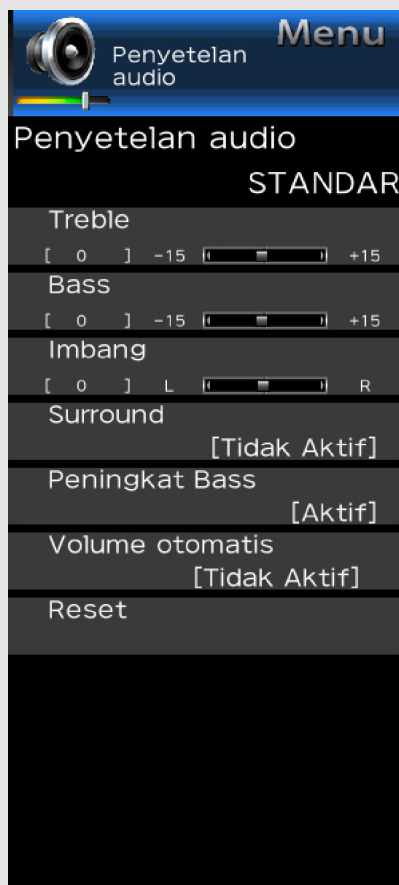 Menu
Penyetelan
audio
Penyetelan audio
STANDAR
Treble
[ 0 ] -15 +15
Bass
[ 0 ] -15 +15
Imbang
[ 0 ] L R
Surround
[Tidak Aktif]
Peningkat Bass
[Aktif]
Volume otomatis
[Tidak Aktif]
Reset